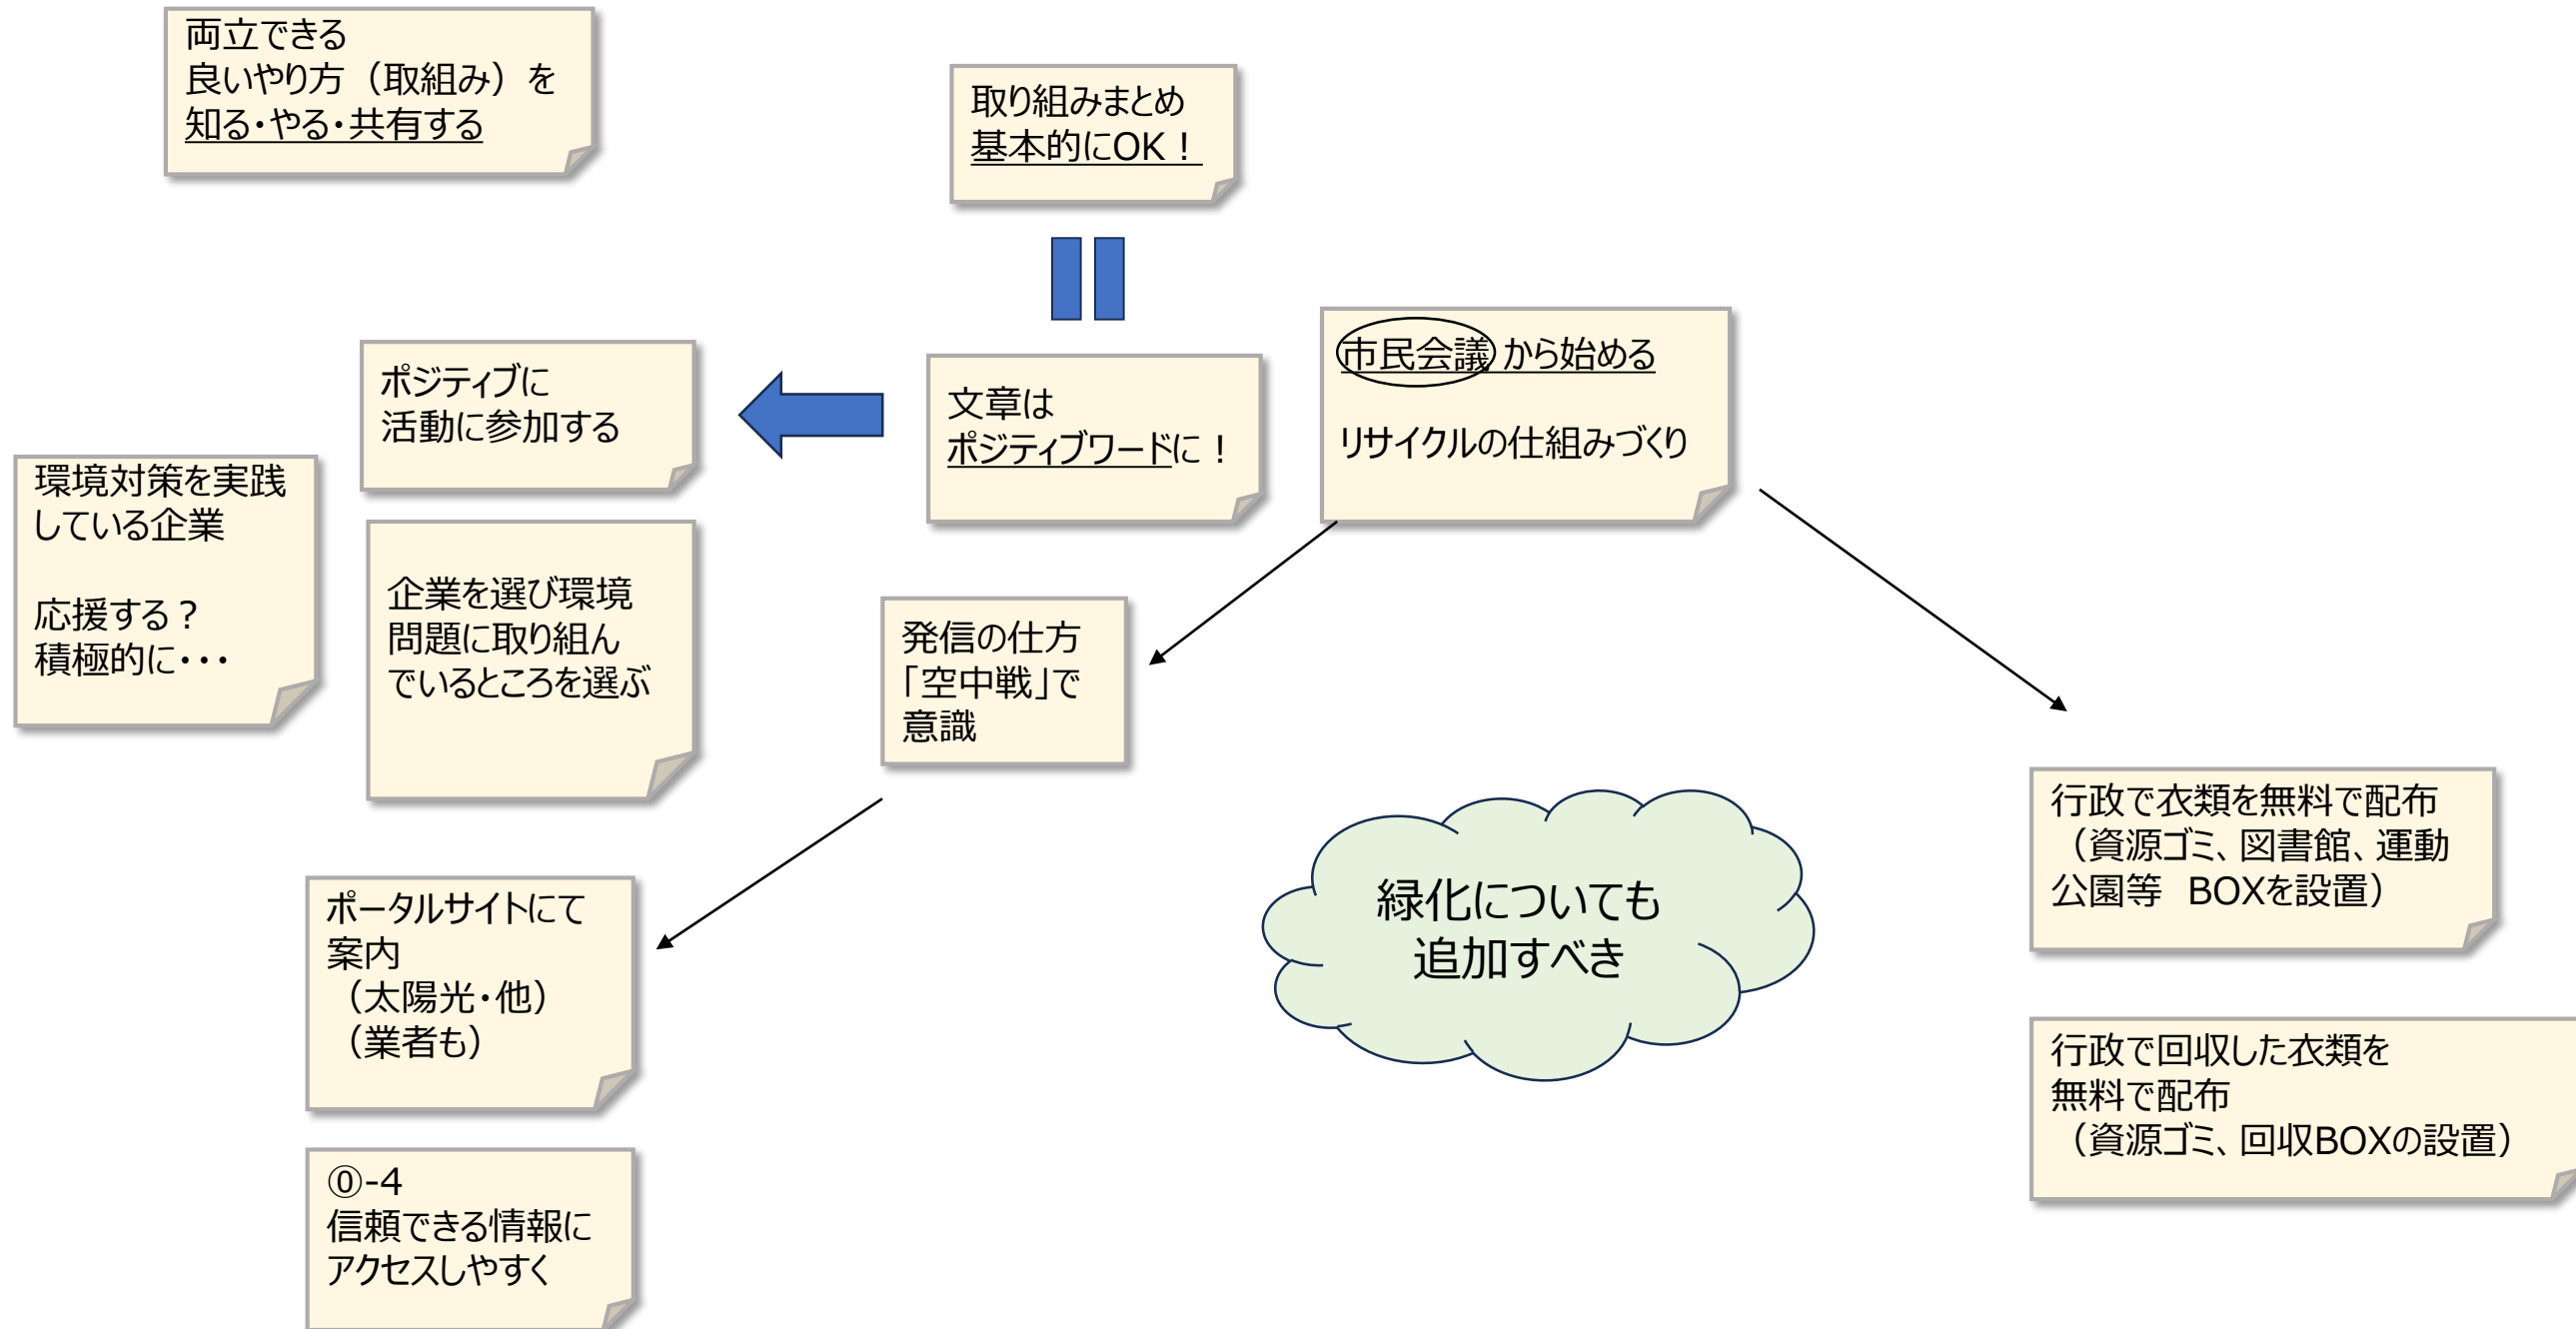 両立できる
良いやり方（取組み）を
知る・やる・共有する
取り組みまとめ
基本的にOK！
市民会議から始める
リサイクルの仕組みづくり
ポジティブに
活動に参加する
文章は
ポジティブワードに！
環境対策を実践
している企業
応援する？
積極的に・・・
企業を選び環境
問題に取り組ん
でいるところを選ぶ
発信の仕方
「空中戦」で
意識
行政で衣類を無料で配布
（資源ゴミ、図書館、運動
公園等　BOXを設置）
緑化についても
追加すべき
ポータルサイトにて
案内
（太陽光・他）
（業者も）
行政で回収した衣類を
無料で配布
（資源ゴミ、回収BOXの設置）
⓪-4
信頼できる情報に
アクセスしやすく